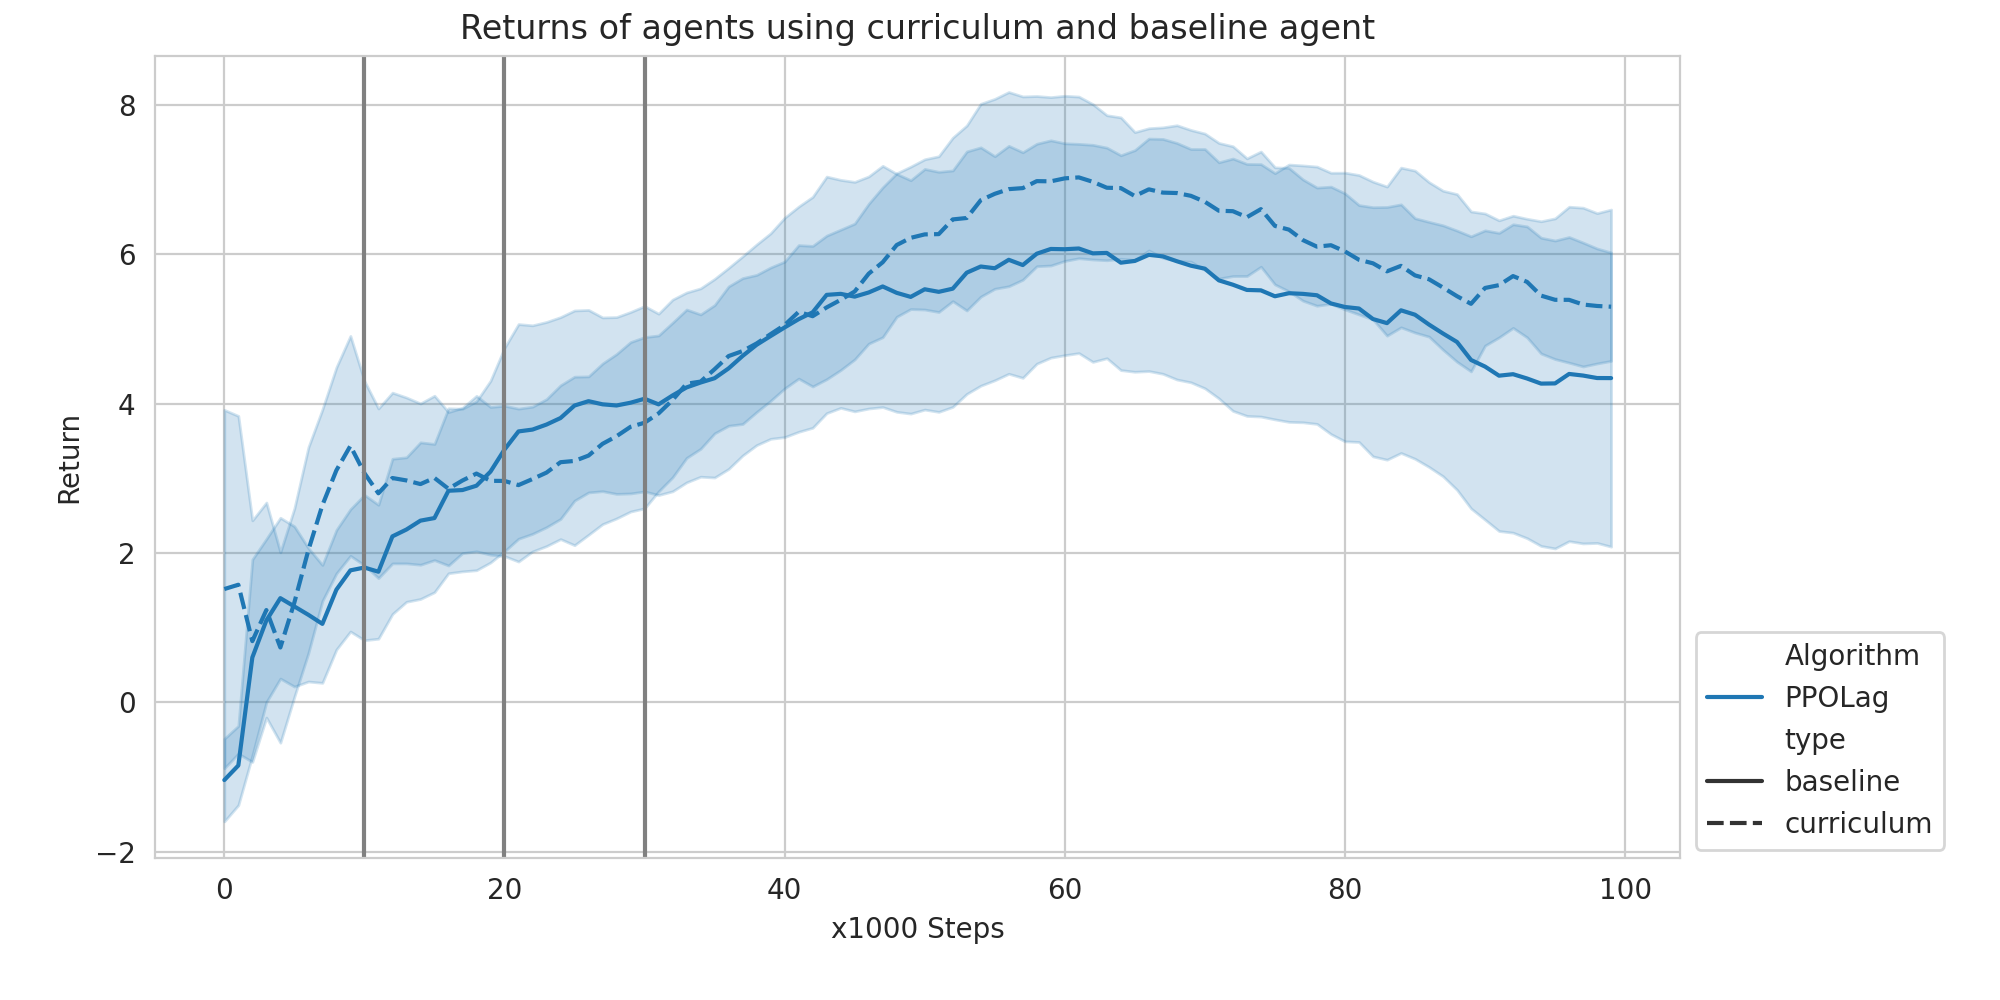 Returns of agents using curriculum and baseline agent
8
6
4
2
0
−2
Return
0 20 40 60 80 100
x1000 Steps
Algorithm
PPOLag
type
baseline
curriculum